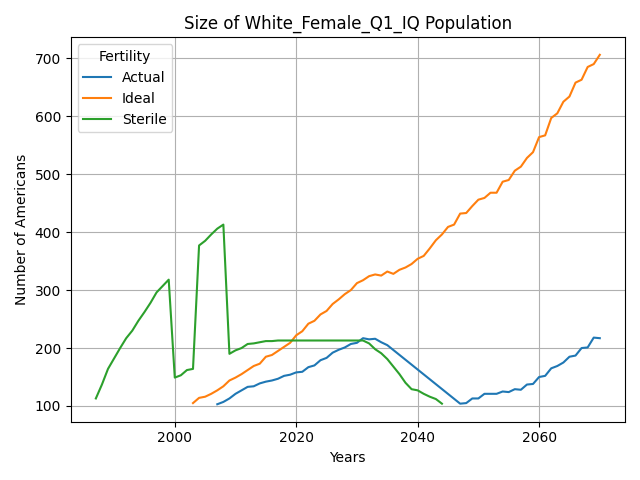 Size of White_Female_Q1_IQ Population
Fertility
Actual
Ideal
Sterile
Number of Americans
700
600
500
400
300
200
100
2000
2020
2040
2060
Years